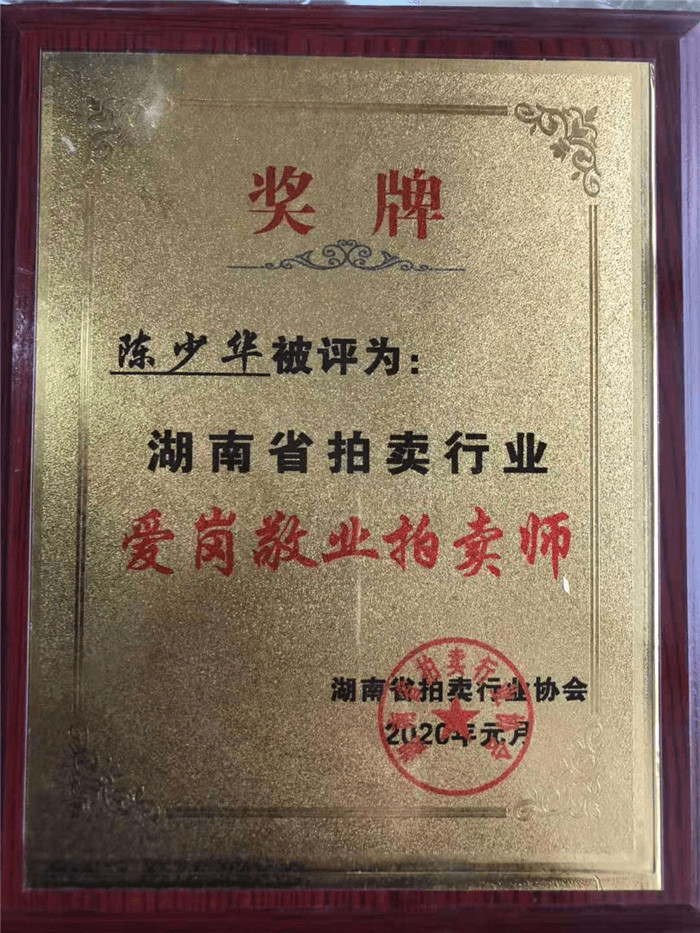 奖牌
陈少华被评为:
湖南省拍卖行业
爱岗敬业拍卖师
湖南省拍卖行业协会
2020年元月